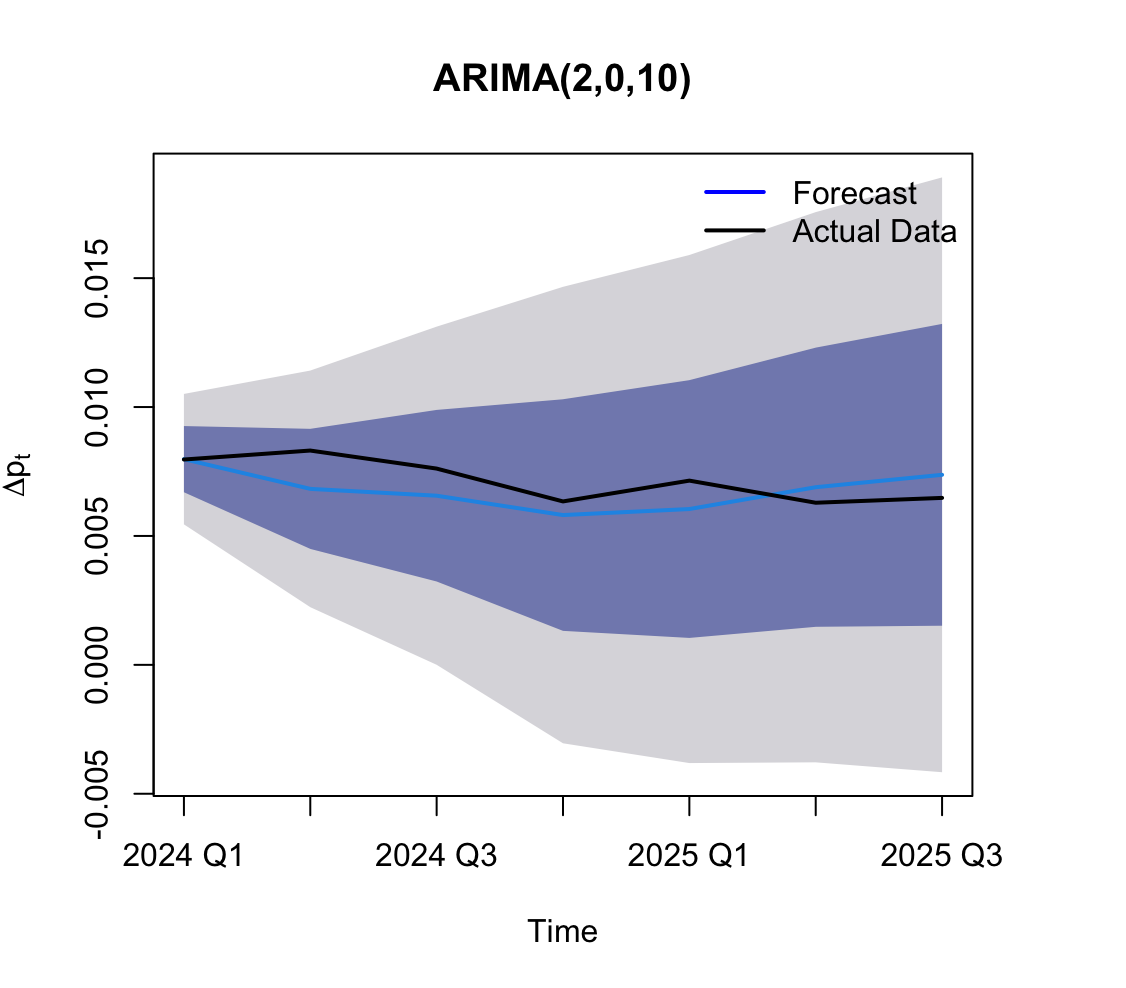 ARIMA(2,0,10)
Forecast
Actual Data
0.015
0.010
0.005
0.000
-0.005
Δpt
2024 Q1 2024 Q3 2025 Q1 2025 Q3
Time